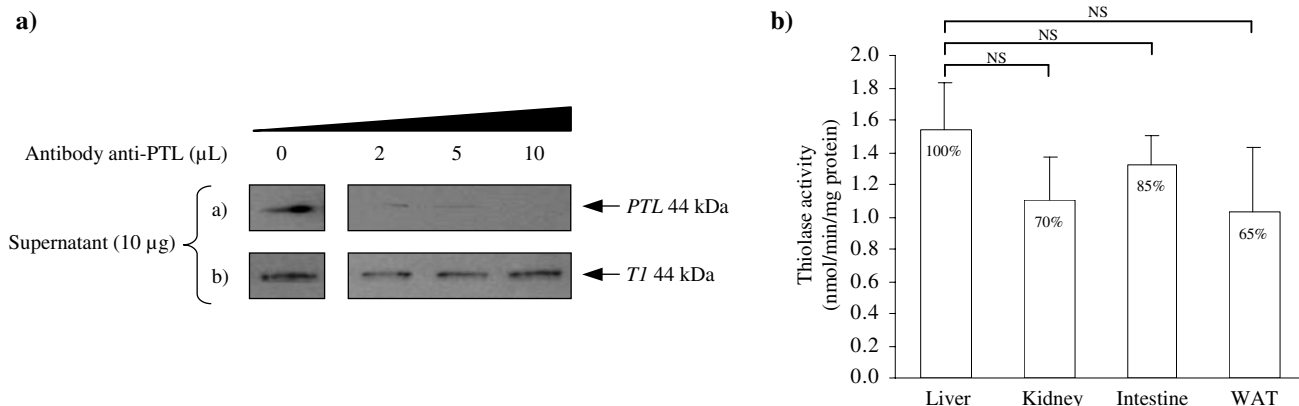 a)
Antibody anti-PTL (µL) 0 2 5 10
a) PTL 44 kDa
Supernatant (10 µg)
b) T1 44 kDa
b)
NS
NS
NS
Thiolase activity
(nmol/min/mg protein)
2.0
1.8
1.6
1.4
1.2
1.0
0.8
0.6
0.4
0.2
0.0
100%
70%
85%
65%
Liver Kidney Intestine WAT